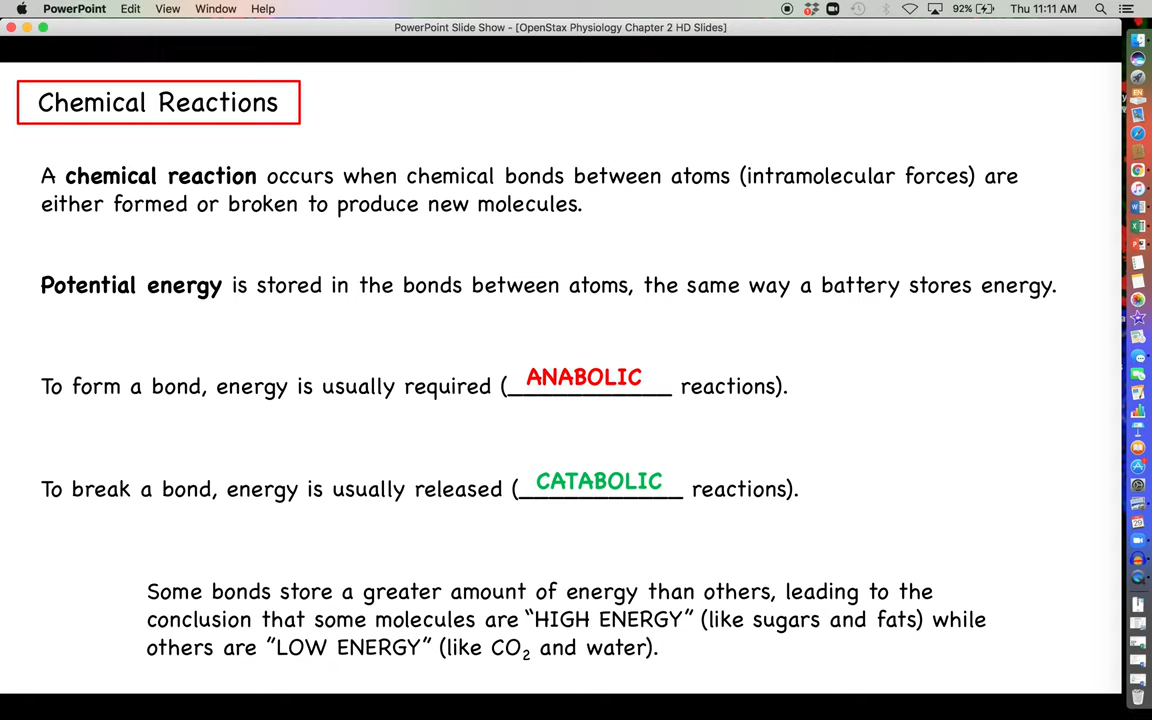 PowerPoint Edit View Window Help 92% Thu 11:11 AM
PowerPoint Slide Show - [OpenStax Physiology Chapter 2 HD Slides]
Chemical Reactions
A chemical reaction occurs when chemical bonds between atoms (intramolecular forces) are
either formed or broken to produce new molecules.
Potential energy is stored in the bonds between atoms, the same way a battery stores energy.
To form a bond, energy is usually required (ANABOLIC reactions).
To break a bond, energy is usually released (CATABOLIC reactions).
Some bonds store a greater amount of energy than others, leading to the
conclusion that some molecules are “HIGH ENERGY” (like sugars and fats) while
others are “LOW ENERGY” (like CO₂ and water).